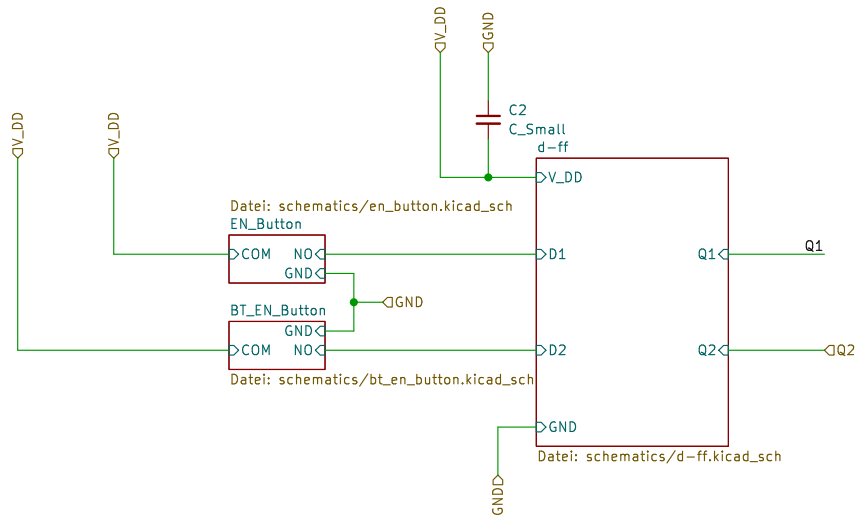 V_DD
GND
C2
C_Small
d-ff
V_DD
V_DD
V_DD
Datei: schematics/en_button.kicad_sch
EN_Button
COM
NO
GND
D1
Q1
Q1
GND
BT_EN_Button
GND
COM
NO
D2
Q2
Q2
Datei: schematics/bt_en_button.kicad_sch
GND
Datei: schematics/d-ff.kicad_sch
GND